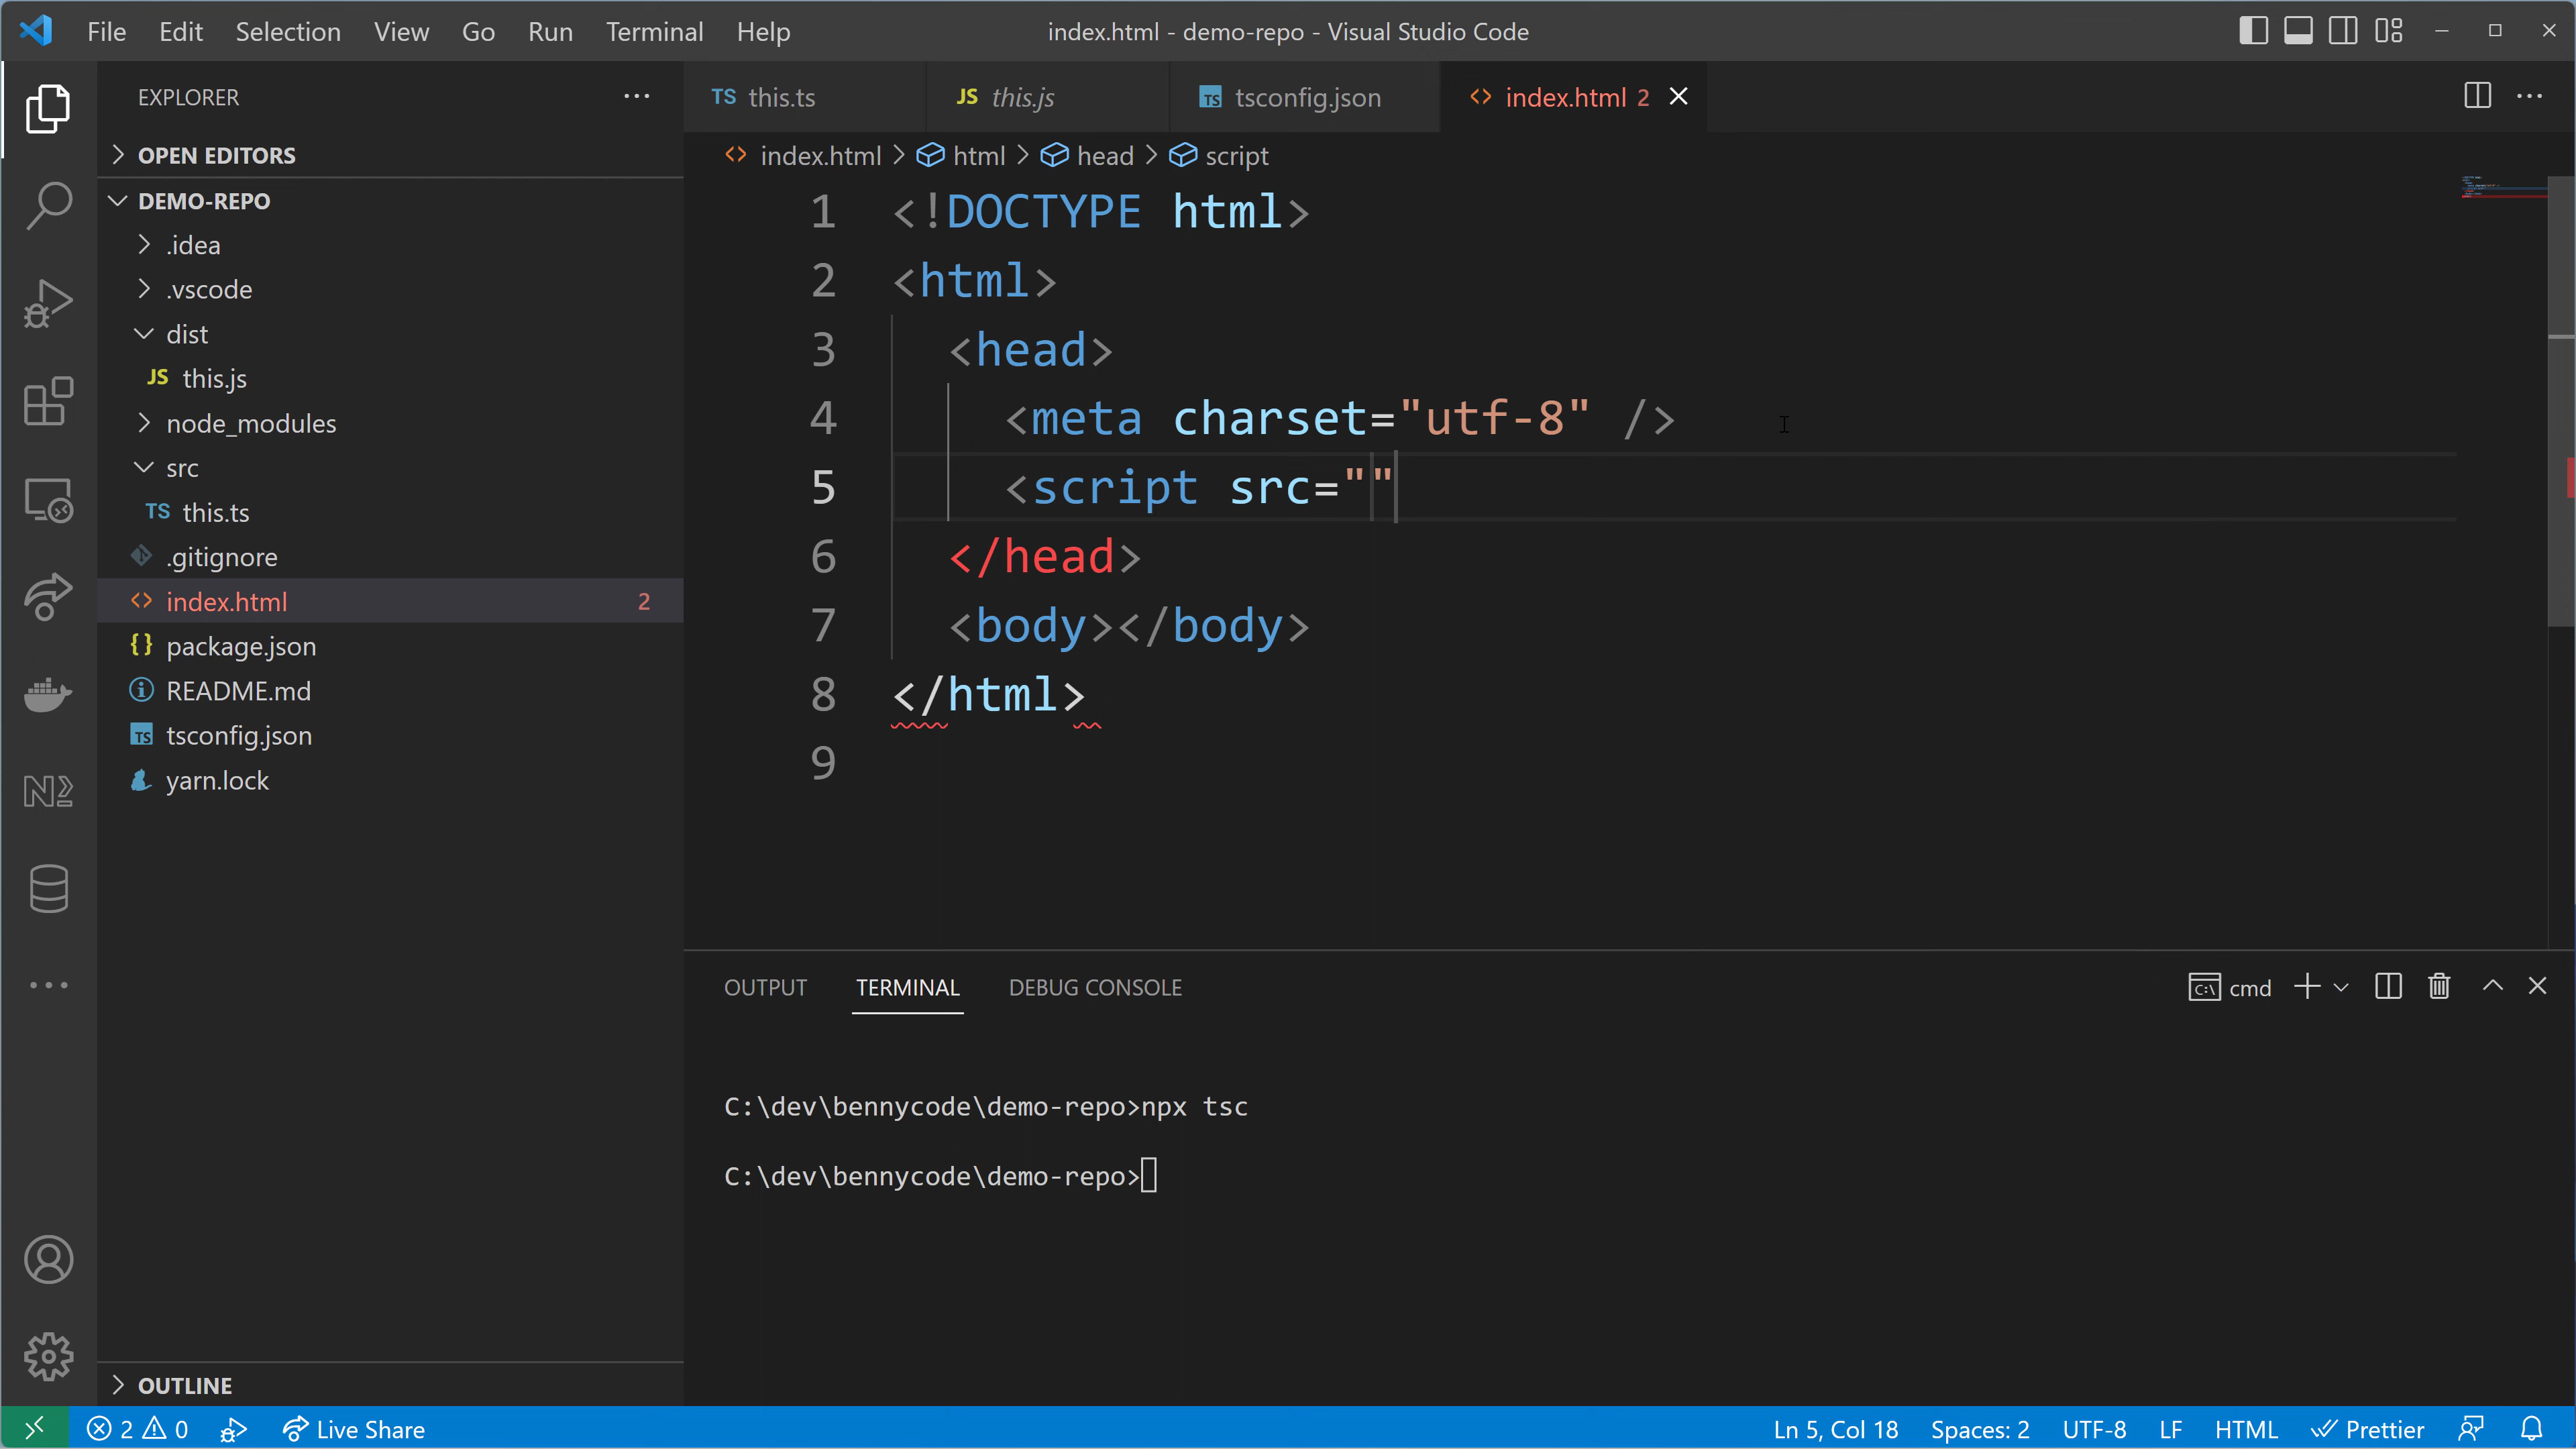 File Edit Selection View Go Run Terminal Help
index.html - demo-repo - Visual Studio Code
EXPLORER
OPEN EDITORS
DEMO-REPO
.idea
.vscode
dist
JS this.js
node_modules
src
TS this.ts
.gitignore
index.html 2
{} package.json
README.md
TS tsconfig.json
yarn.lock
OUTLINE
TS this.ts
JS this.js
TS tsconfig.json
<> index.html 2
<> index.html > html > head > script
1 <!DOCTYPE html>
2 <html>
3 <head>
4 <meta charset="utf-8" />
5 <script src=""
6 </head>
7 <body></body>
8 </html>
9
OUTPUT TERMINAL DEBUG CONSOLE
cmd
C:\dev\bennycode\demo-repo>npx tsc
C:\dev\bennycode\demo-repo>
2 0 Live Share
Ln 5, Col 18 Spaces: 2 UTF-8 LF HTML Prettier